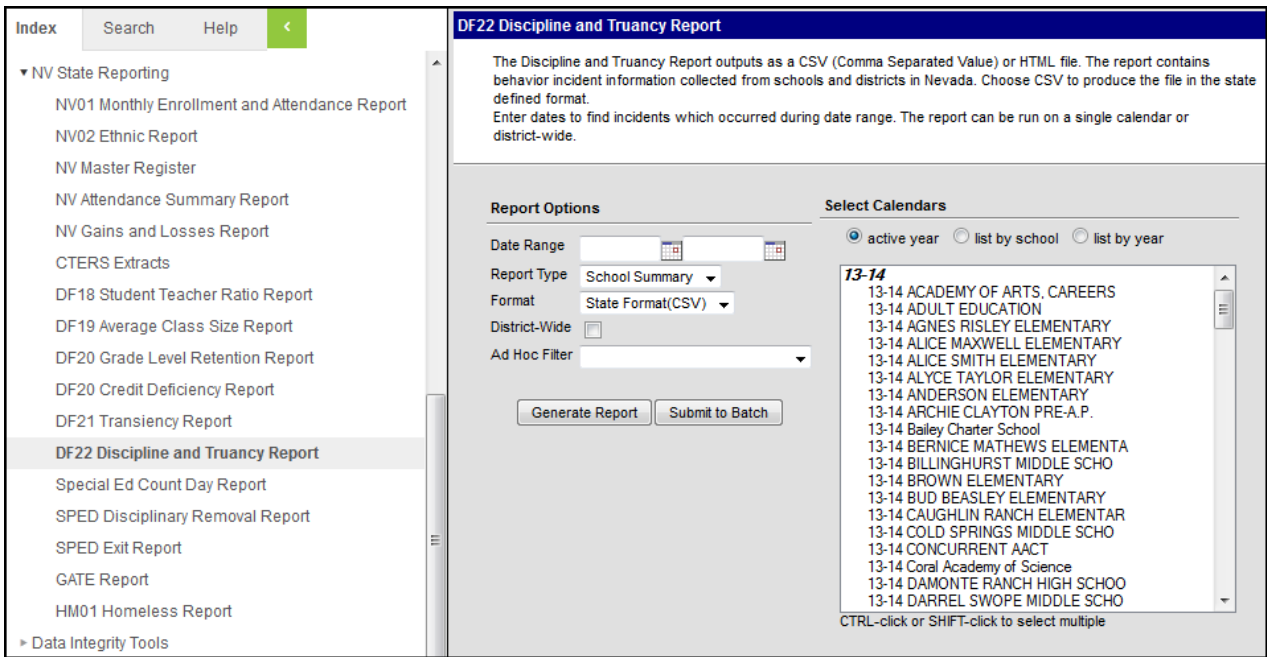 Index
Search
Help
<
▾ NV State Reporting
NV01 Monthly Enrollment and Attendance Report
NV02 Ethnic Report
NV Master Register
NV Attendance Summary Report
NV Gains and Losses Report
CTERS Extracts
DF18 Student Teacher Ratio Report
DF19 Average Class Size Report
DF20 Grade Level Retention Report
DF20 Credit Deficiency Report
DF21 Transiency Report
DF22 Discipline and Truancy Report
Special Ed Count Day Report
SPED Disciplinary Removal Report
SPED Exit Report
GATE Report
HM01 Homeless Report
▸ Data Integrity Tools
DF22 Discipline and Truancy Report
The Discipline and Truancy Report outputs as a CSV (Comma Separated Value) or HTML file. The report contains
behavior incident information collected from schools and districts in Nevada. Choose CSV to produce the file in the state
defined format.
Enter dates to find incidents which occurred during date range. The report can be run on a single calendar or
district-wide.
Report Options
Date Range
Report Type School Summary
Format State Format(CSV)
District-Wide
Ad Hoc Filter
Generate Report Submit to Batch
Select Calendars
active year list by school list by year
13-14
13-14 ACADEMY OF ARTS, CAREERS
13-14 ADULT EDUCATION
13-14 AGNES RISLEY ELEMENTARY
13-14 ALICE MAXWELL ELEMENTARY
13-14 ALICE SMITH ELEMENTARY
13-14 ALYCE TAYLOR ELEMENTARY
13-14 ANDERSON ELEMENTARY
13-14 ARCHIE CLAYTON PRE-A.P.
13-14 Bailey Charter School
13-14 BERNICE MATHEWS ELEMENTA
13-14 BILLINGHURST MIDDLE SCHO
13-14 BROWN ELEMENTARY
13-14 BUD BEASLEY ELEMENTARY
13-14 CAUGHLIN RANCH ELEMENTAR
13-14 COLD SPRINGS MIDDLE SCHO
13-14 CONCURRENT AACT
13-14 Coral Academy of Science
13-14 DAMONTE RANCH HIGH SCHOO
13-14 DARREL SWOPE MIDDLE SCHO
CTRL-click or SHIFT-click to select multiple